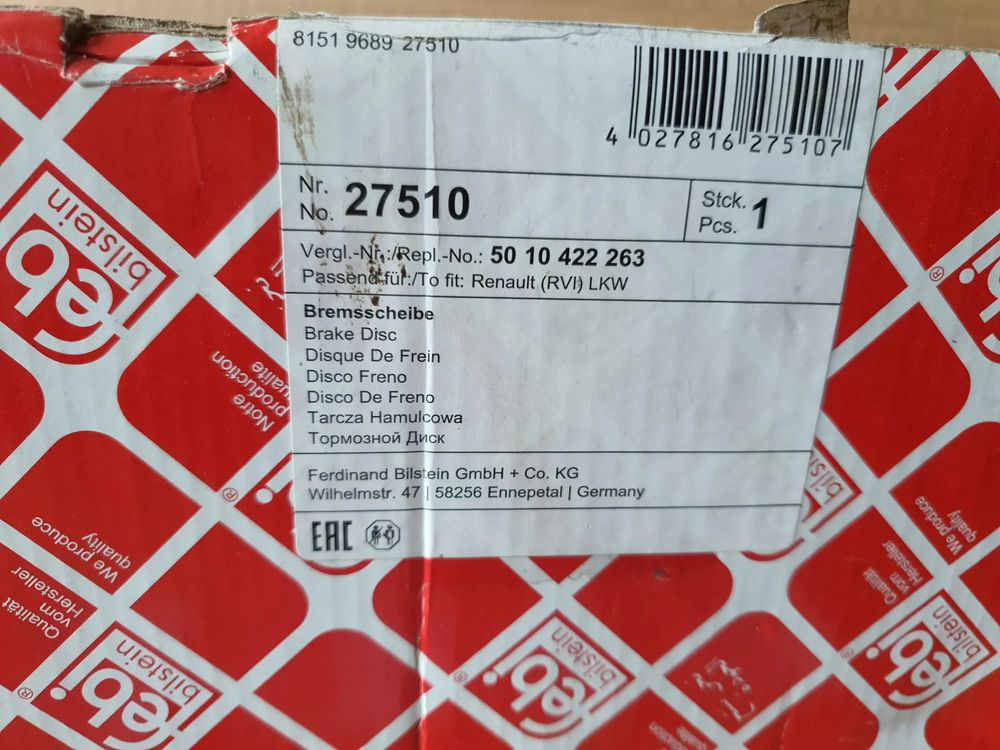 8151 9689 27510
4 027816 275107
Nr.
No. 27510
Stck.
Pcs. 1
Vergl.-Nr.:/Repl.-No.: 50 10 422 263
Passend für:/To fit: Renault (RVI) LKW
Bremsscheibe
Brake Disc
Disque De Frein
Disco Freno
Disco De Freno
Tarcza Hamulcowa
Тормозной Диск
Ferdinand Bilstein GmbH + Co. KG
Wilhelmstr. 47 | 58256 Ennepetal | Germany
EAC
febi
bilstein
®
Notre
production
qualite
We produce
quality
Qualität
vom
Hersteller
febi
bilstein
®
febi
bilstein
®
We produce
quality
Qualität
vom
Hersteller
febi
bilstein
®